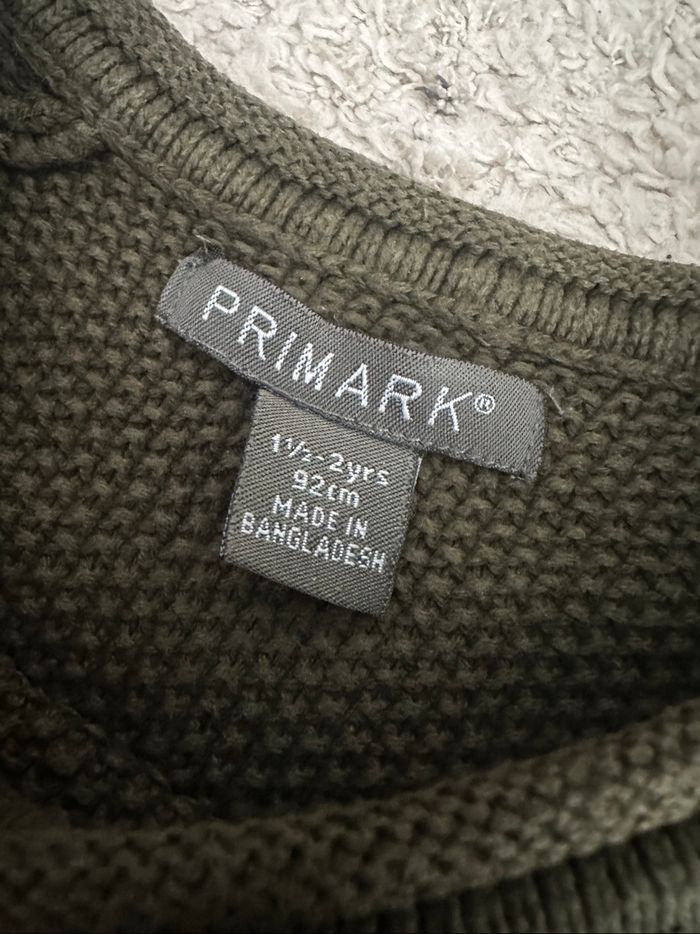 PRIMARK®
1½-2yrs
92cm
MADE IN
BANGLADESH